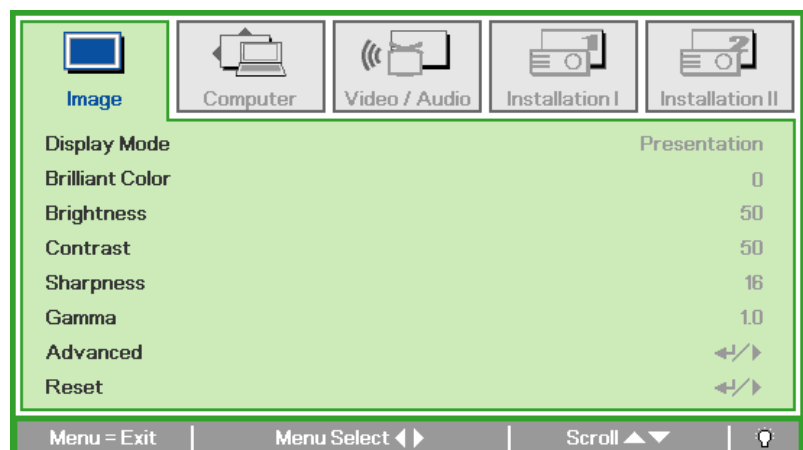 Image Computer Video / Audio Installation I Installation II
Display Mode Presentation
Brilliant Color 0
Brightness 50
Contrast 50
Sharpness 16
Gamma 1.0
Advanced ↵/▶
Reset ↵/▶
Menu = Exit Menu Select ◀▶ Scroll ▲▼